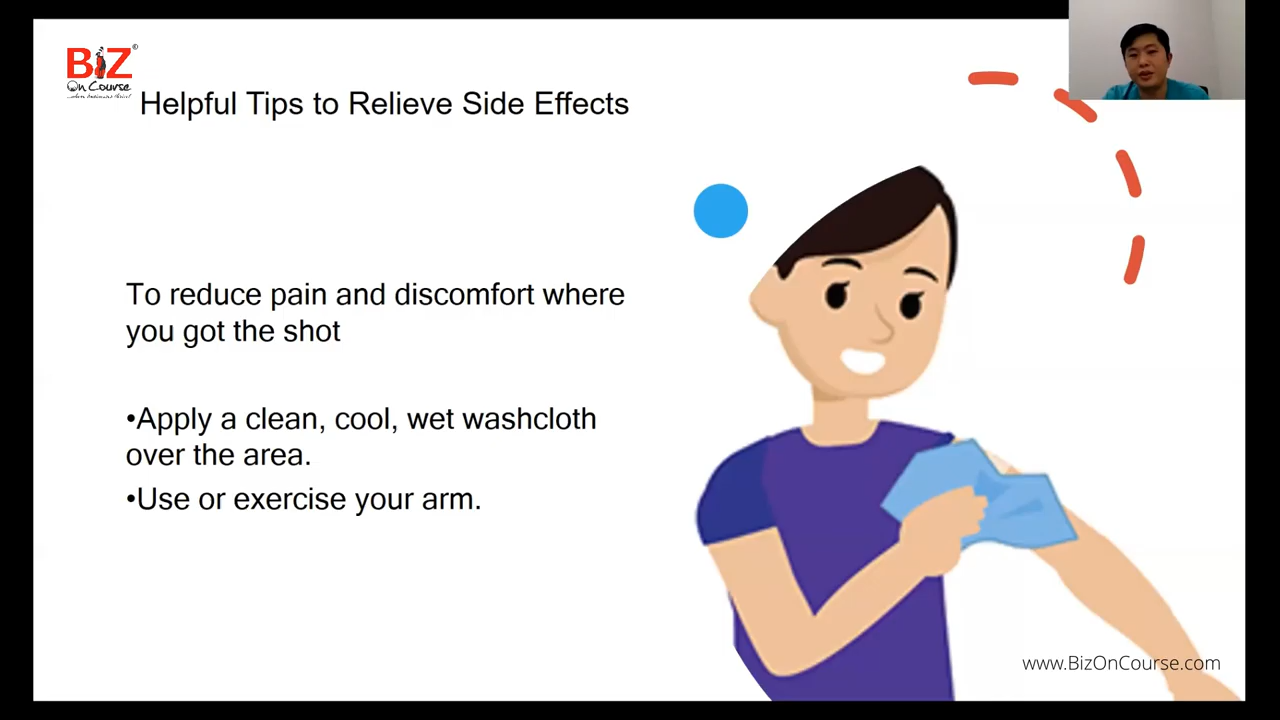 BiZ
On Course
Helpful Tips to Relieve Side Effects
To reduce pain and discomfort where
you got the shot
•Apply a clean, cool, wet washcloth
over the area.
•Use or exercise your arm.
www.BizOnCourse.com